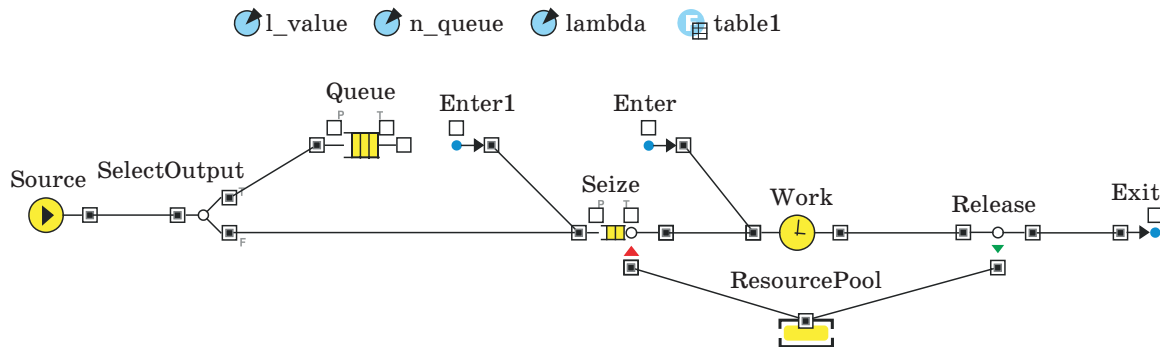 l_value n_queue lambda F table1
Queue Enter1 Enter
P T
SelectOutput
Source T Seize Work Release Exit
P T
F
ResourcePool